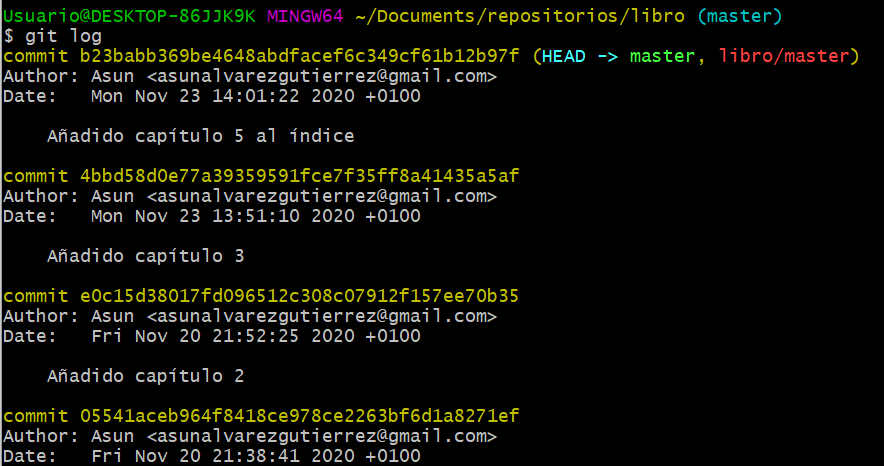 Usuario@DESKTOP-86JJK9K MINGW64 ~/Documents/repositorios/libro (master)
$ git log
commit b23babb369be4648abdfacef6c349cf61b12b97f (HEAD -> master, libro/master)
Author: Asun <asunalvarezgutierrez@gmail.com>
Date:   Mon Nov 23 14:01:22 2020 +0100

    Añadido capítulo 5 al índice

commit 4bbd58d0e77a39359591fce7f35ff8a41435a5af
Author: Asun <asunalvarezgutierrez@gmail.com>
Date:   Mon Nov 23 13:51:10 2020 +0100

    Añadido capítulo 3

commit e0c15d38017fd096512c308c07912f157ee70b35
Author: Asun <asunalvarezgutierrez@gmail.com>
Date:   Fri Nov 20 21:52:25 2020 +0100

    Añadido capítulo 2

commit 05541aceb964f8418ce978ce2263bf6d1a8271ef
Author: Asun <asunalvarezgutierrez@gmail.com>
Date:   Fri Nov 20 21:38:41 2020 +0100